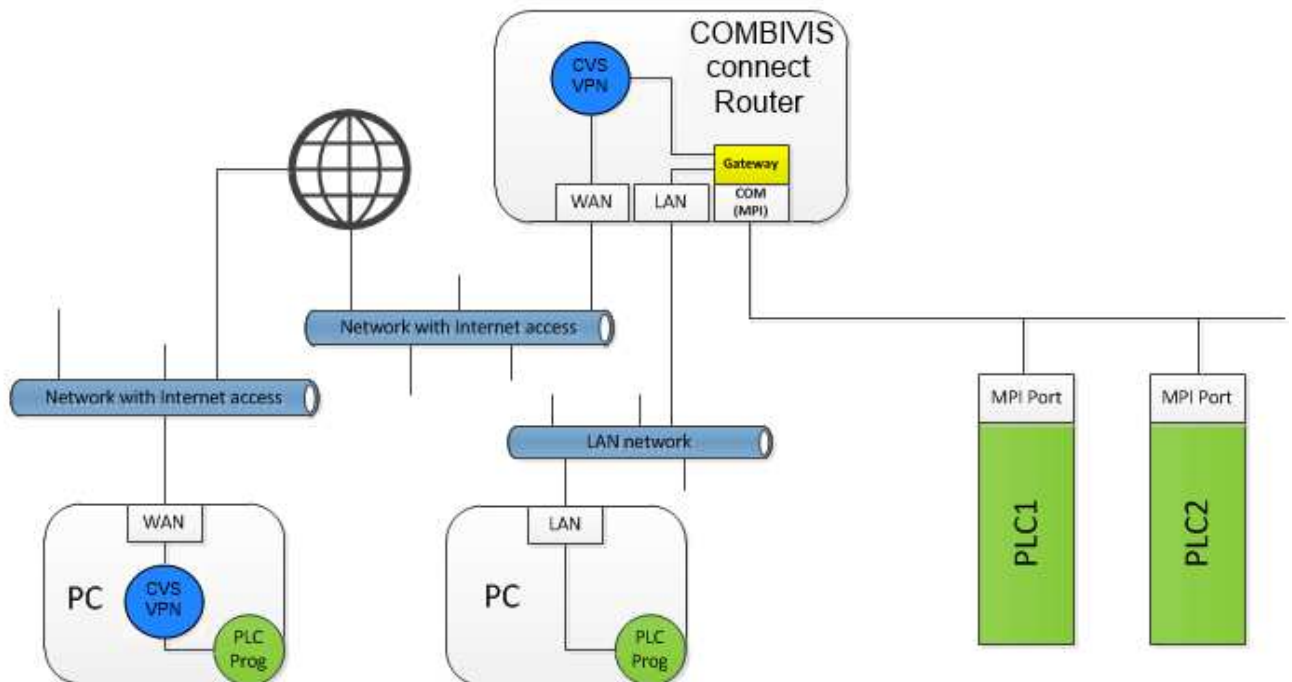 COMBIVIS
connect
Router
CVS
VPN
Gateway
WAN
LAN
COM
(MPI)
Network with Internet access
Network with Internet access
LAN network
MPI Port
MPI Port
PLC1
PLC2
WAN
PC
CVS
VPN
PLC
Prog
LAN
PC
PLC
Prog